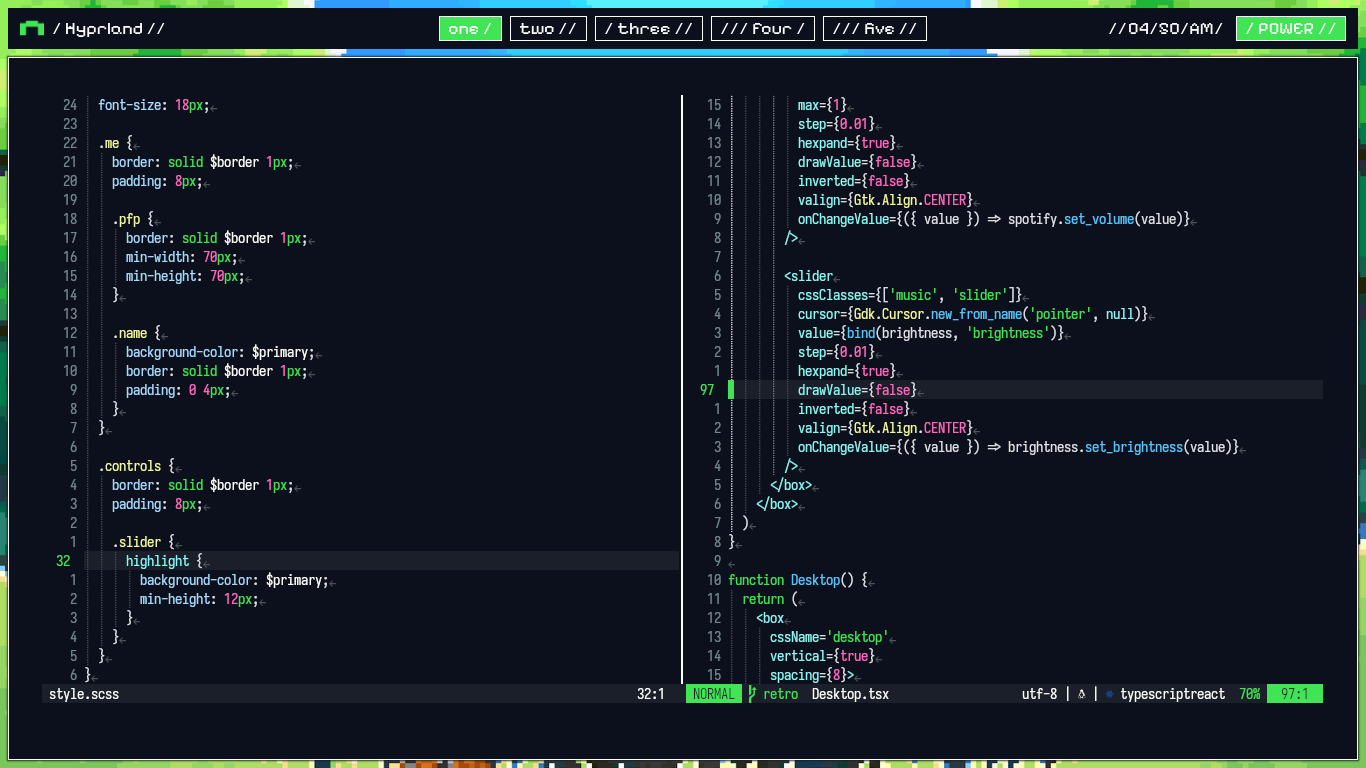 / Hyprland //
one /
two //
/ three //
/// four /
/// five //
//04/SO/AM/
/ POWER //
24 font-size: 18px;
23
22 .me {
21 border: solid $border 1px;
20 padding: 8px;
19
18 .pfp {
17 border: solid $border 1px;
16 min-width: 70px;
15 min-height: 70px;
14 }
13
12 .name {
11 background-color: $primary;
10 border: solid $border 1px;
9 padding: 0 4px;
8 }
7 }
6
5 .controls {
4 border: solid $border 1px;
3 padding: 8px;
2
1 .slider {
32 highlight {
1 background-color: $primary;
2 min-height: 12px;
3 }
4 }
5 }
6 }
style.scss 32:1
15 max={1}
14 step={0.01}
13 hexpand={true}
12 drawValue={false}
11 inverted={false}
10 valign={Gtk.Align.CENTER}
9 onChangeValue={({ value }) => spotify.set_volume(value)}
8 />
7
6 <slider
5 cssClasses={['music', 'slider']}
4 cursor={Gdk.Cursor.new_from_name('pointer', null)}
3 value={bind(brightness, 'brightness')}
2 step={0.01}
1 hexpand={true}
97 drawValue={false}
1 inverted={false}
2 valign={Gtk.Align.CENTER}
3 onChangeValue={({ value }) => brightness.set_brightness(value)}
4 />
5 </box>
6 </box>
7 )
8 }
9
10 function Desktop() {
11 return (
12 <box
13 cssName='desktop'
14 vertical={true}
15 spacing={8}>
NORMAL retro Desktop.tsx utf-8 | | typescriptreact 70% 97:1